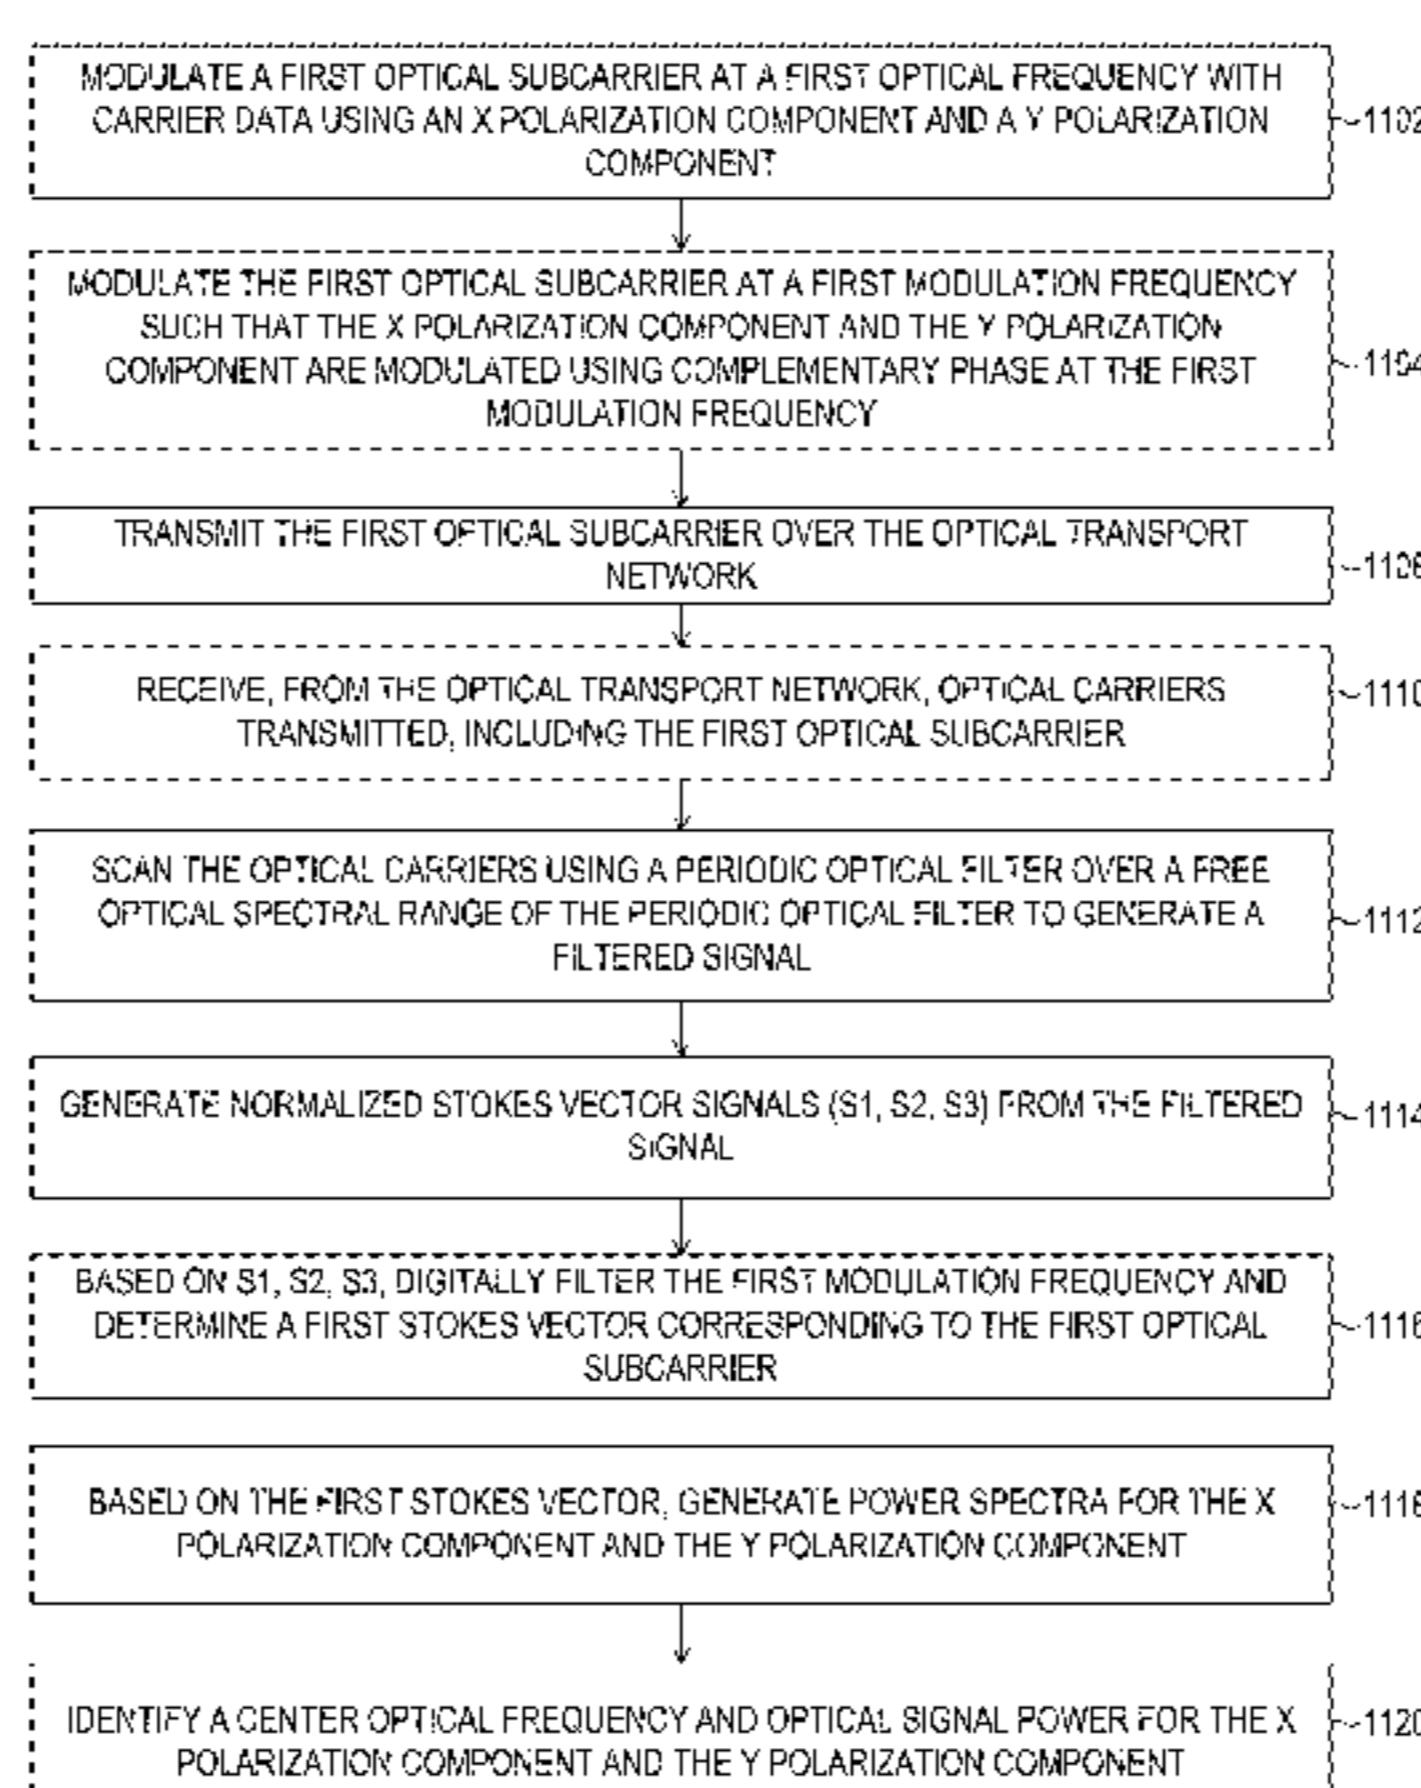 MODULATE A FIRST OPTICAL SUBCARRIER AT A FIRST OPTICAL FREQUENCY WITH
CARRIER DATA USING AN X POLARIZATION COMPONENT AND A Y POLARIZATION
COMPONENT
1102
MODULATE THE FIRST OPTICAL SUBCARRIER AT A FIRST MODULATION FREQUENCY
SUCH THAT THE X POLARIZATION COMPONENT AND THE Y POLARIZATION
COMPONENT ARE MODULATED USING COMPLEMENTARY PHASE AT THE FIRST
MODULATION FREQUENCY
1104
TRANSMIT THE FIRST OPTICAL SUBCARRIER OVER THE OPTICAL TRANSPORT
NETWORK
1106
RECEIVE, FROM THE OPTICAL TRANSPORT NETWORK, OPTICAL CARRIERS
TRANSMITTED, INCLUDING THE FIRST OPTICAL SUBCARRIER
1110
SCAN THE OPTICAL CARRIERS USING A PERIODIC OPTICAL FILTER OVER A FREE
OPTICAL SPECTRAL RANGE OF THE PERIODIC OPTICAL FILTER TO GENERATE A
FILTERED SIGNAL
1112
GENERATE NORMALIZED STOKES VECTOR SIGNALS (S1, S2, S3) FROM THE FILTERED
SIGNAL
1114
BASED ON S1, S2, S3, DIGITALLY FILTER THE FIRST MODULATION FREQUENCY AND
DETERMINE A FIRST STOKES VECTOR CORRESPONDING TO THE FIRST OPTICAL
SUBCARRIER
1116
BASED ON THE FIRST STOKES VECTOR, GENERATE POWER SPECTRA FOR THE X
POLARIZATION COMPONENT AND THE Y POLARIZATION COMPONENT
1118
IDENTIFY A CENTER OPTICAL FREQUENCY AND OPTICAL SIGNAL POWER FOR THE X
POLARIZATION COMPONENT AND THE Y POLARIZATION COMPONENT
1120